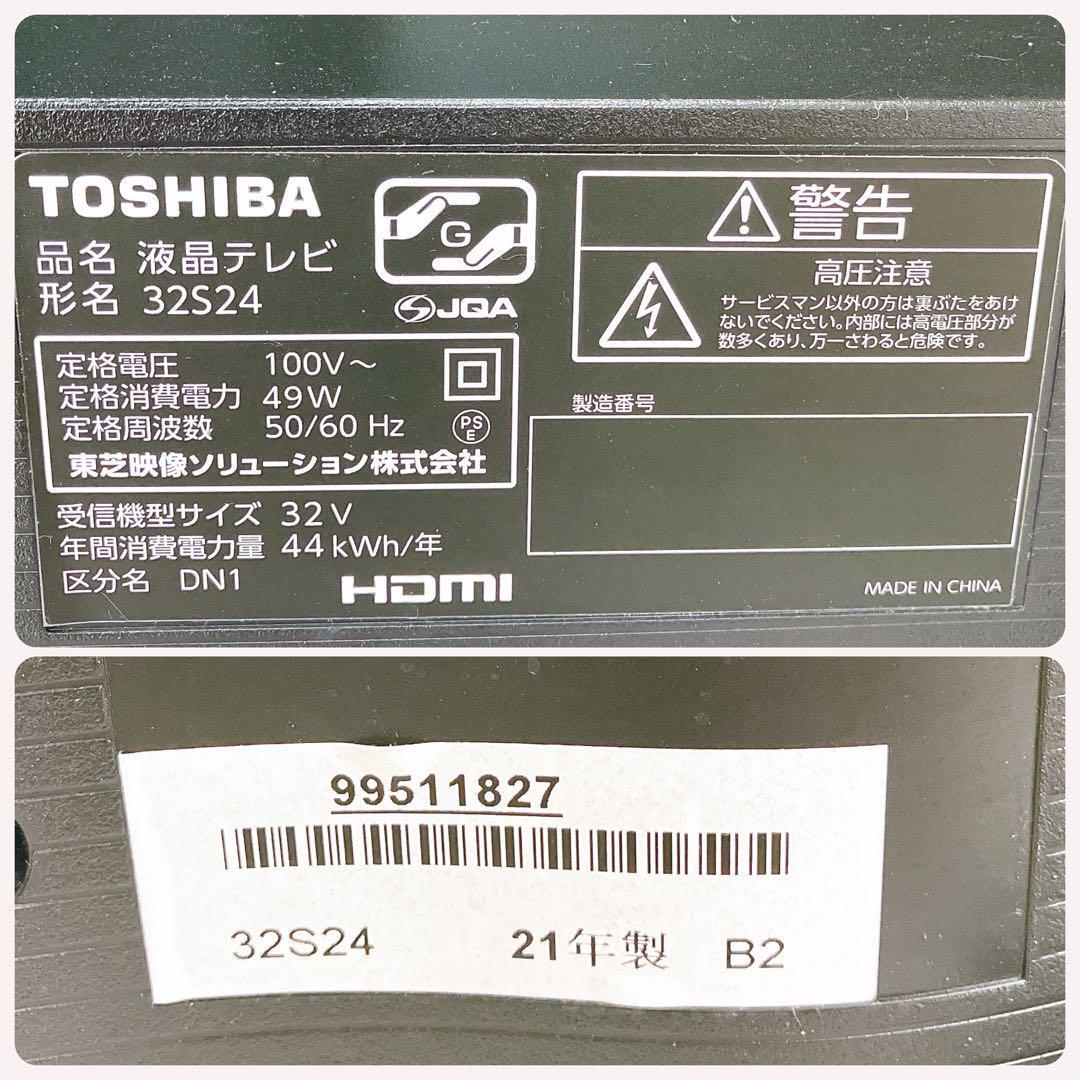 TOSHIBA
品名 液晶テレビ
形名 32S24
G
JQA
警告
高圧注意
サービスマン以外の方は裏ぶたをあけ
ないでください。内部には高電圧部分が
数多くあり、万一さわると危険です。
定格電圧 100V～
定格消費電力 49W
定格周波数 50/60 Hz
PS
E
東芝映像ソリューション株式会社
製造番号
受信機型サイズ 32V
年間消費電力量 44kWh/年
区分名 DN1
HDMI
MADE IN CHINA
99511827
32S24 21年製 B2